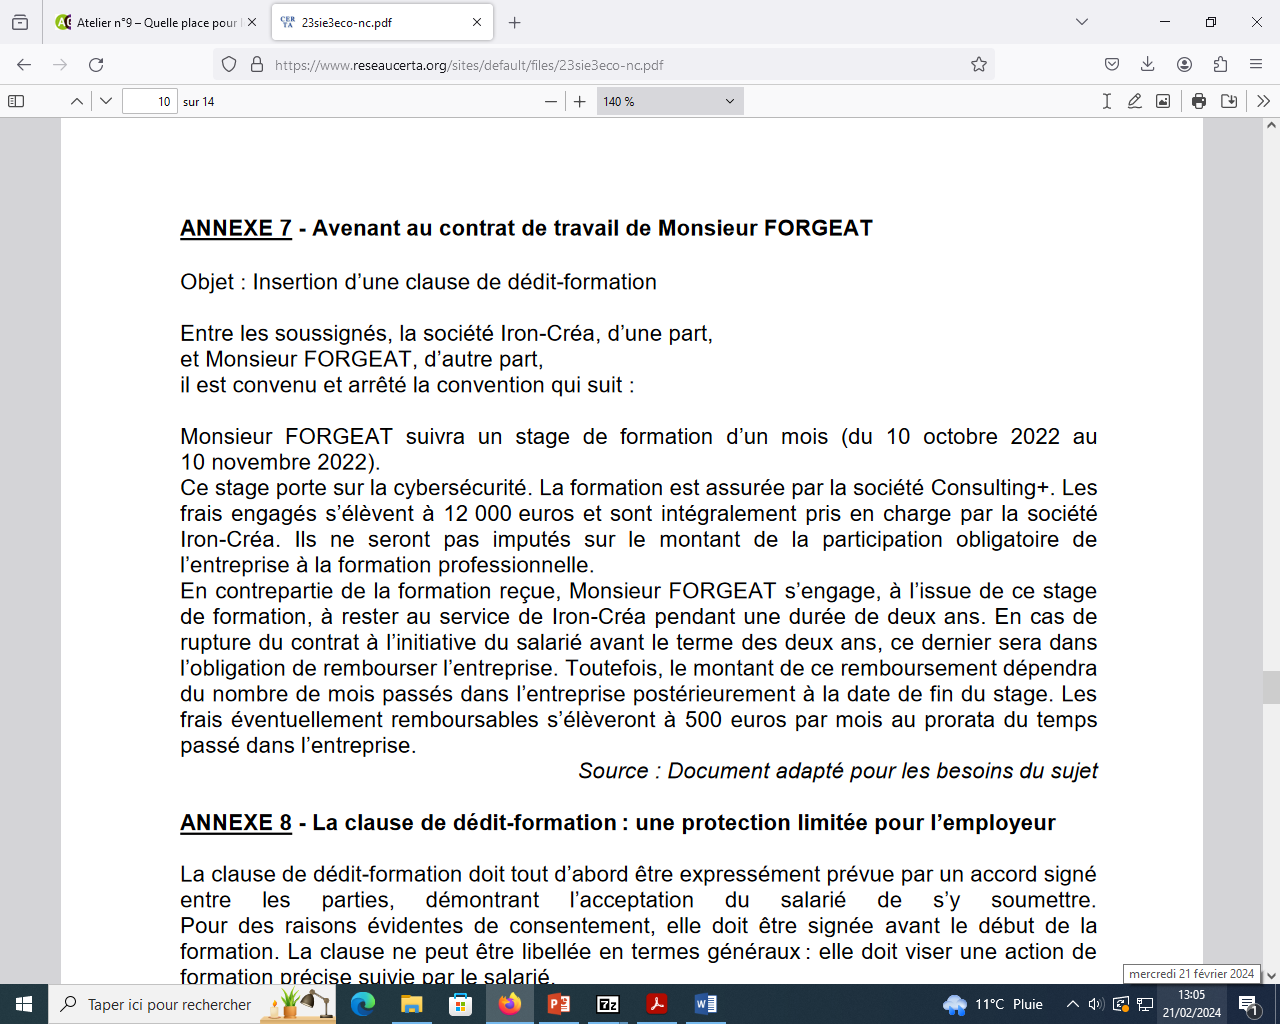 Atelier n°9 – Quelle place pour l
23sie3eco-nc.pdf
https://www.reseaucerta.org/sites/default/files/23sie3eco-nc.pdf
10 sur 14
140 %
ANNEXE 7 - Avenant au contrat de travail de Monsieur FORGEAT
Objet : Insertion d’une clause de dédit-formation
Entre les soussignés, la société Iron-Créa, d’une part,
et Monsieur FORGEAT, d’autre part,
il est convenu et arrêté la convention qui suit :
Monsieur FORGEAT suivra un stage de formation d’un mois (du 10 octobre 2022 au
10 novembre 2022).
Ce stage porte sur la cybersécurité. La formation est assurée par la société Consulting+. Les
frais engagés s’élèvent à 12 000 euros et sont intégralement pris en charge par la société
Iron-Créa. Ils ne seront pas imputés sur le montant de la participation obligatoire de
l’entreprise à la formation professionnelle.
En contrepartie de la formation reçue, Monsieur FORGEAT s’engage, à l’issue de ce stage
de formation, à rester au service de Iron-Créa pendant une durée de deux ans. En cas de
rupture du contrat à l’initiative du salarié avant le terme des deux ans, ce dernier sera dans
l’obligation de rembourser l’entreprise. Toutefois, le montant de ce remboursement dépendra
du nombre de mois passés dans l’entreprise postérieurement à la date de fin du stage. Les
frais éventuellement remboursables s’élèveront à 500 euros par mois au prorata du temps
passé dans l’entreprise.
Source : Document adapté pour les besoins du sujet
ANNEXE 8 - La clause de dédit-formation : une protection limitée pour l’employeur
La clause de dédit-formation doit tout d’abord être expressément prévue par un accord signé
entre les parties, démontrant l’acceptation du salarié de s’y soumettre.
Pour des raisons évidentes de consentement, elle doit être signée avant le début de la
formation. La clause ne peut être libellée en termes généraux : elle doit viser une action de
formation précise suivie par le salarié.
mercredi 21 février 2024
Taper ici pour rechercher
11°C Pluie
13:05
21/02/2024
1